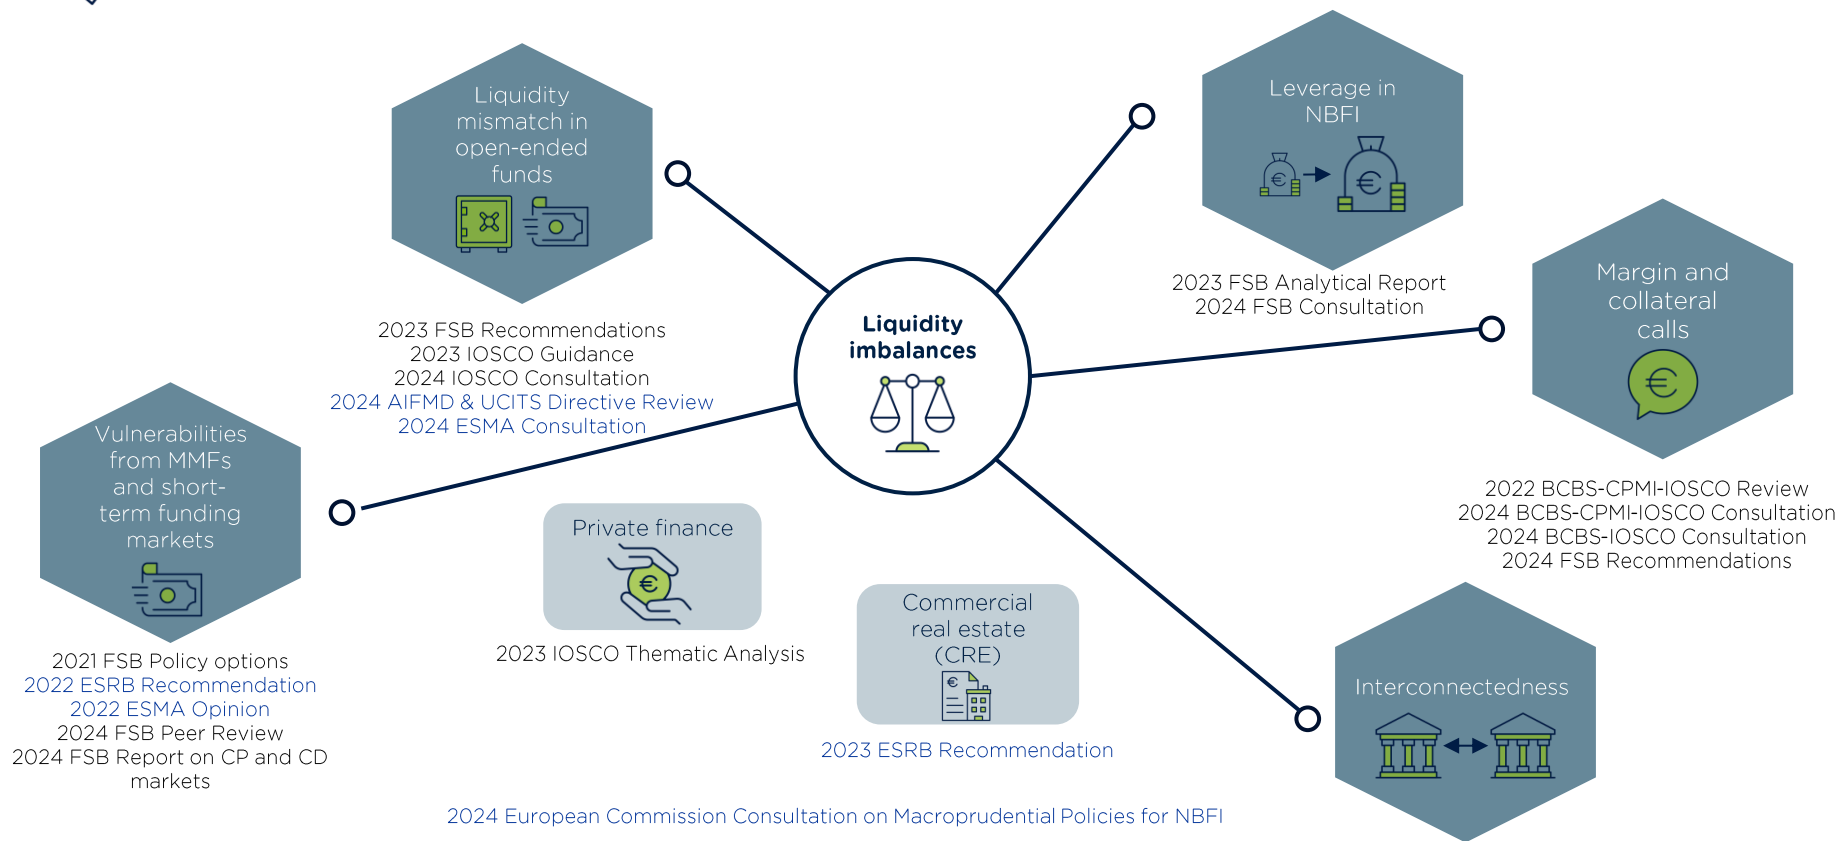 Liquidity
mismatch in
open-ended
funds
2023 FSB Recommendations
2023 IOSCO Guidance
2024 IOSCO Consultation
2024 AIFMD & UCITS Directive Review
2024 ESMA Consultation
Leverage in
NBFI
€
€
2023 FSB Analytical Report
2024 FSB Consultation
Margin and
collateral
calls
€
2022 BCBS-CPMI-IOSCO Review
2024 BCBS-CPMI-IOSCO Consultation
2024 BCBS-IOSCO Consultation
2024 FSB Recommendations
Liquidity
imbalances
Vulnerabilities
from MMFs
and short-
term funding
markets
2021 FSB Policy options
2022 ESRB Recommendation
2022 ESMA Opinion
2024 FSB Peer Review
2024 FSB Report on CP and CD
markets
Private finance
€
2023 IOSCO Thematic Analysis
Commercial
real estate
(CRE)
€
2023 ESRB Recommendation
Interconnectedness
2024 European Commission Consultation on Macroprudential Policies for NBFI